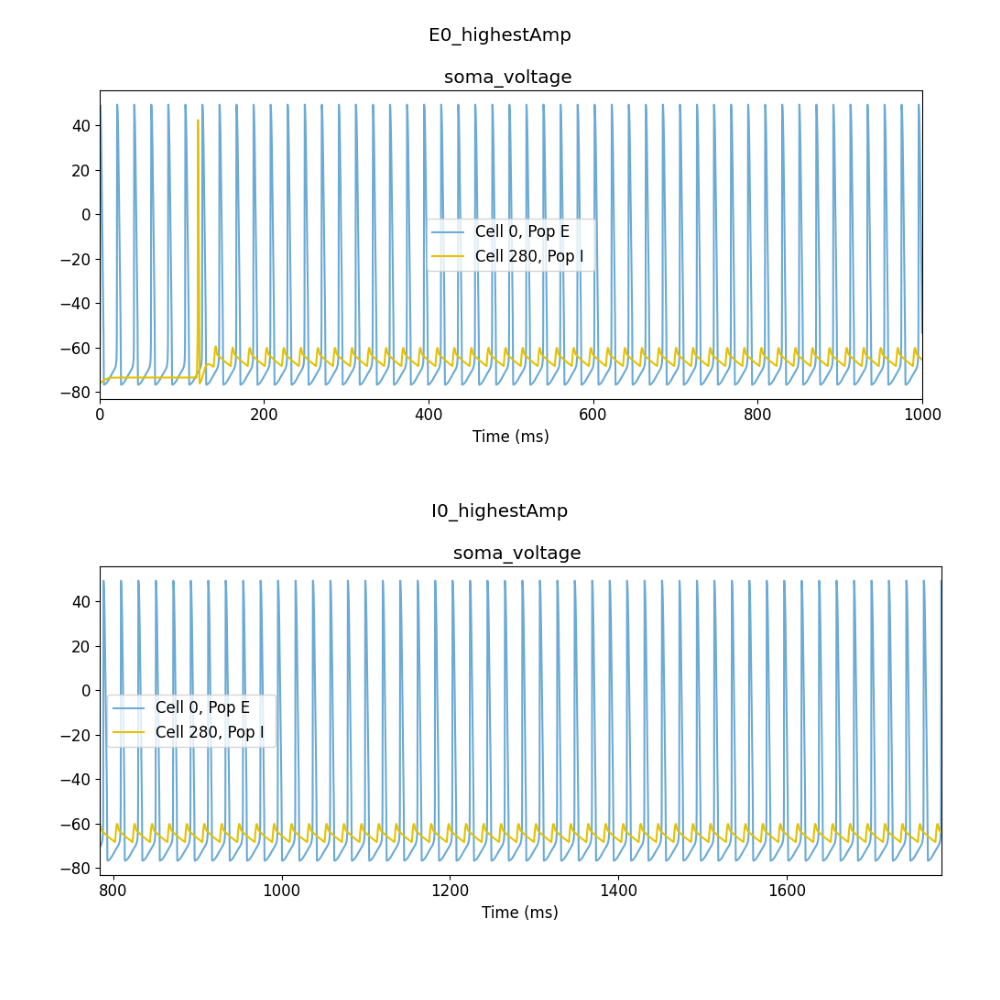 E0_highestAmp
soma_voltage
40
20
0
−20
−40
−60
−80
Cell 0, Pop E
Cell 280, Pop I
0 200 400 600 800 1000
Time (ms)
I0_highestAmp
soma_voltage
40
20
0
−20
−40
−60
−80
Cell 0, Pop E
Cell 280, Pop I
800 1000 1200 1400 1600
Time (ms)